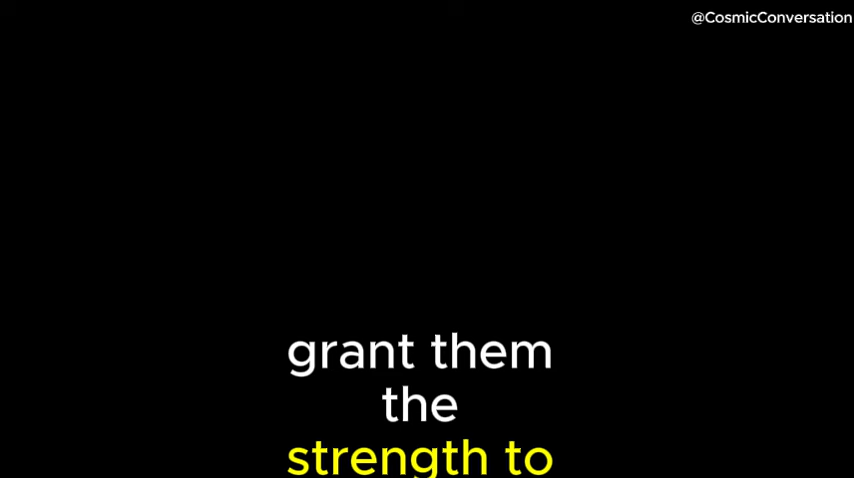 @CosmicConversation
grant them
the
strength to